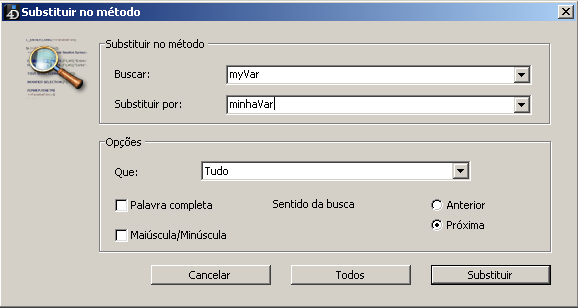 Substituir no método
Substituir no método
Buscar: myVar
Substituir por: minhaVar
Opções
Que: Tudo
Palavra completa Sentido da busca Anterior
Próxima
Maiúscula/Minúscula
Cancelar Todos Substituir